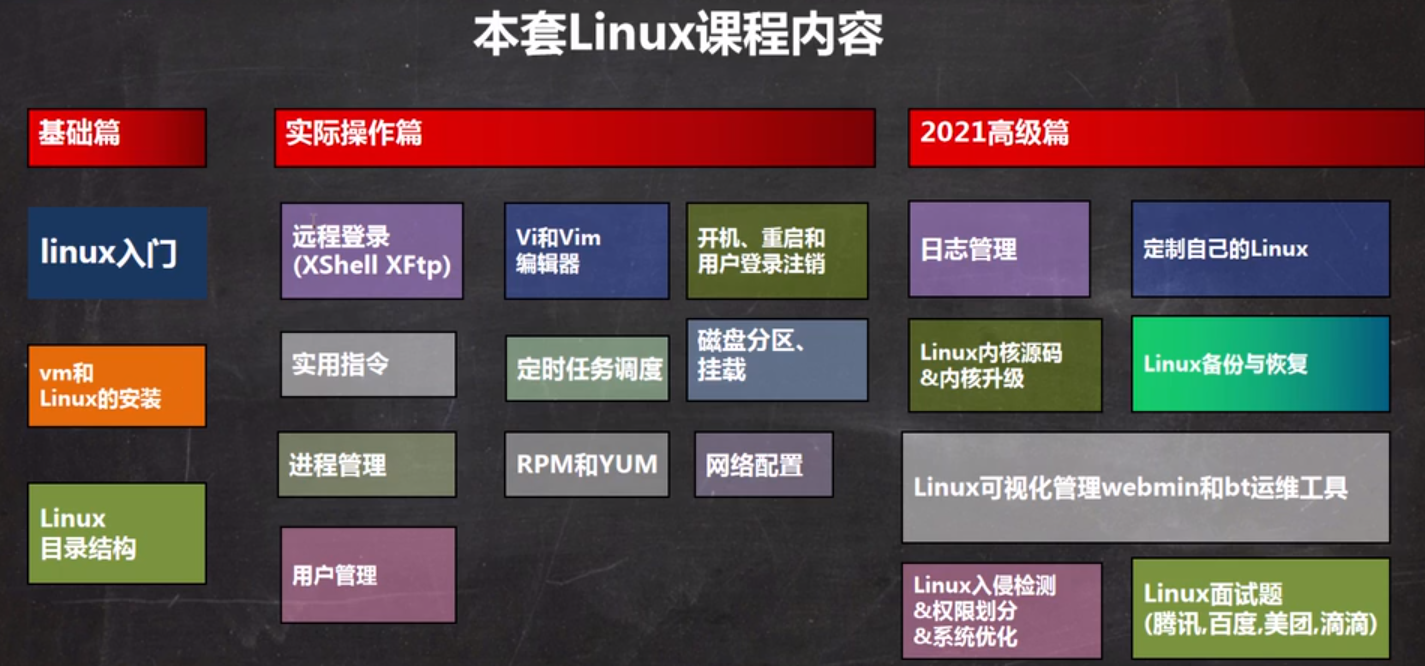 本套Linux课程内容
基础篇
linux入门
vm和
Linux的安装
Linux
目录结构
实际操作篇
远程登录
(XShell XFtp)
Vi和Vim
编辑器
开机、重启和
用户登录注销
实用指令
定时任务调度
磁盘分区、
挂载
进程管理
RPM和YUM
网络配置
用户管理
2021高级篇
日志管理
定制自己的Linux
Linux内核源码
&内核升级
Linux备份与恢复
Linux可视化管理webmin和bt运维工具
Linux入侵检测
&权限划分
&系统优化
Linux面试题
(腾讯,百度,美团,滴滴)